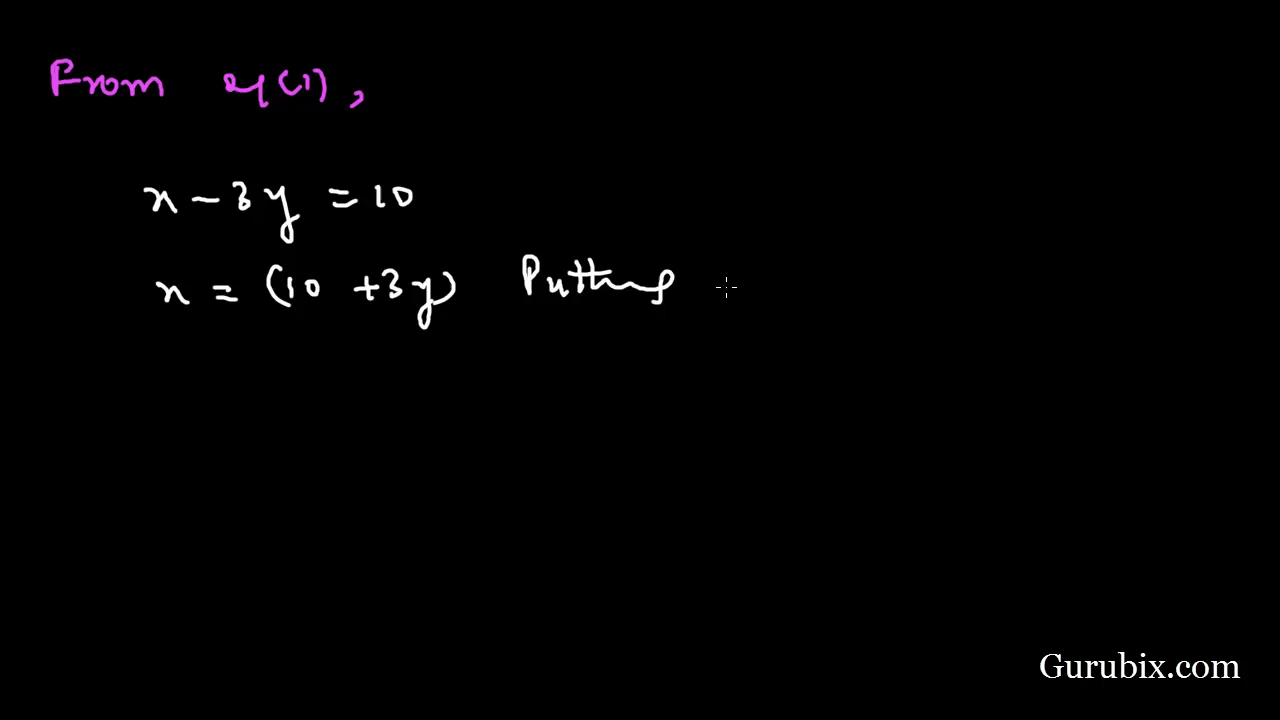 From eq(1),
x - 3y = 10
x = (10 + 3y) Putting
Gurubix.com